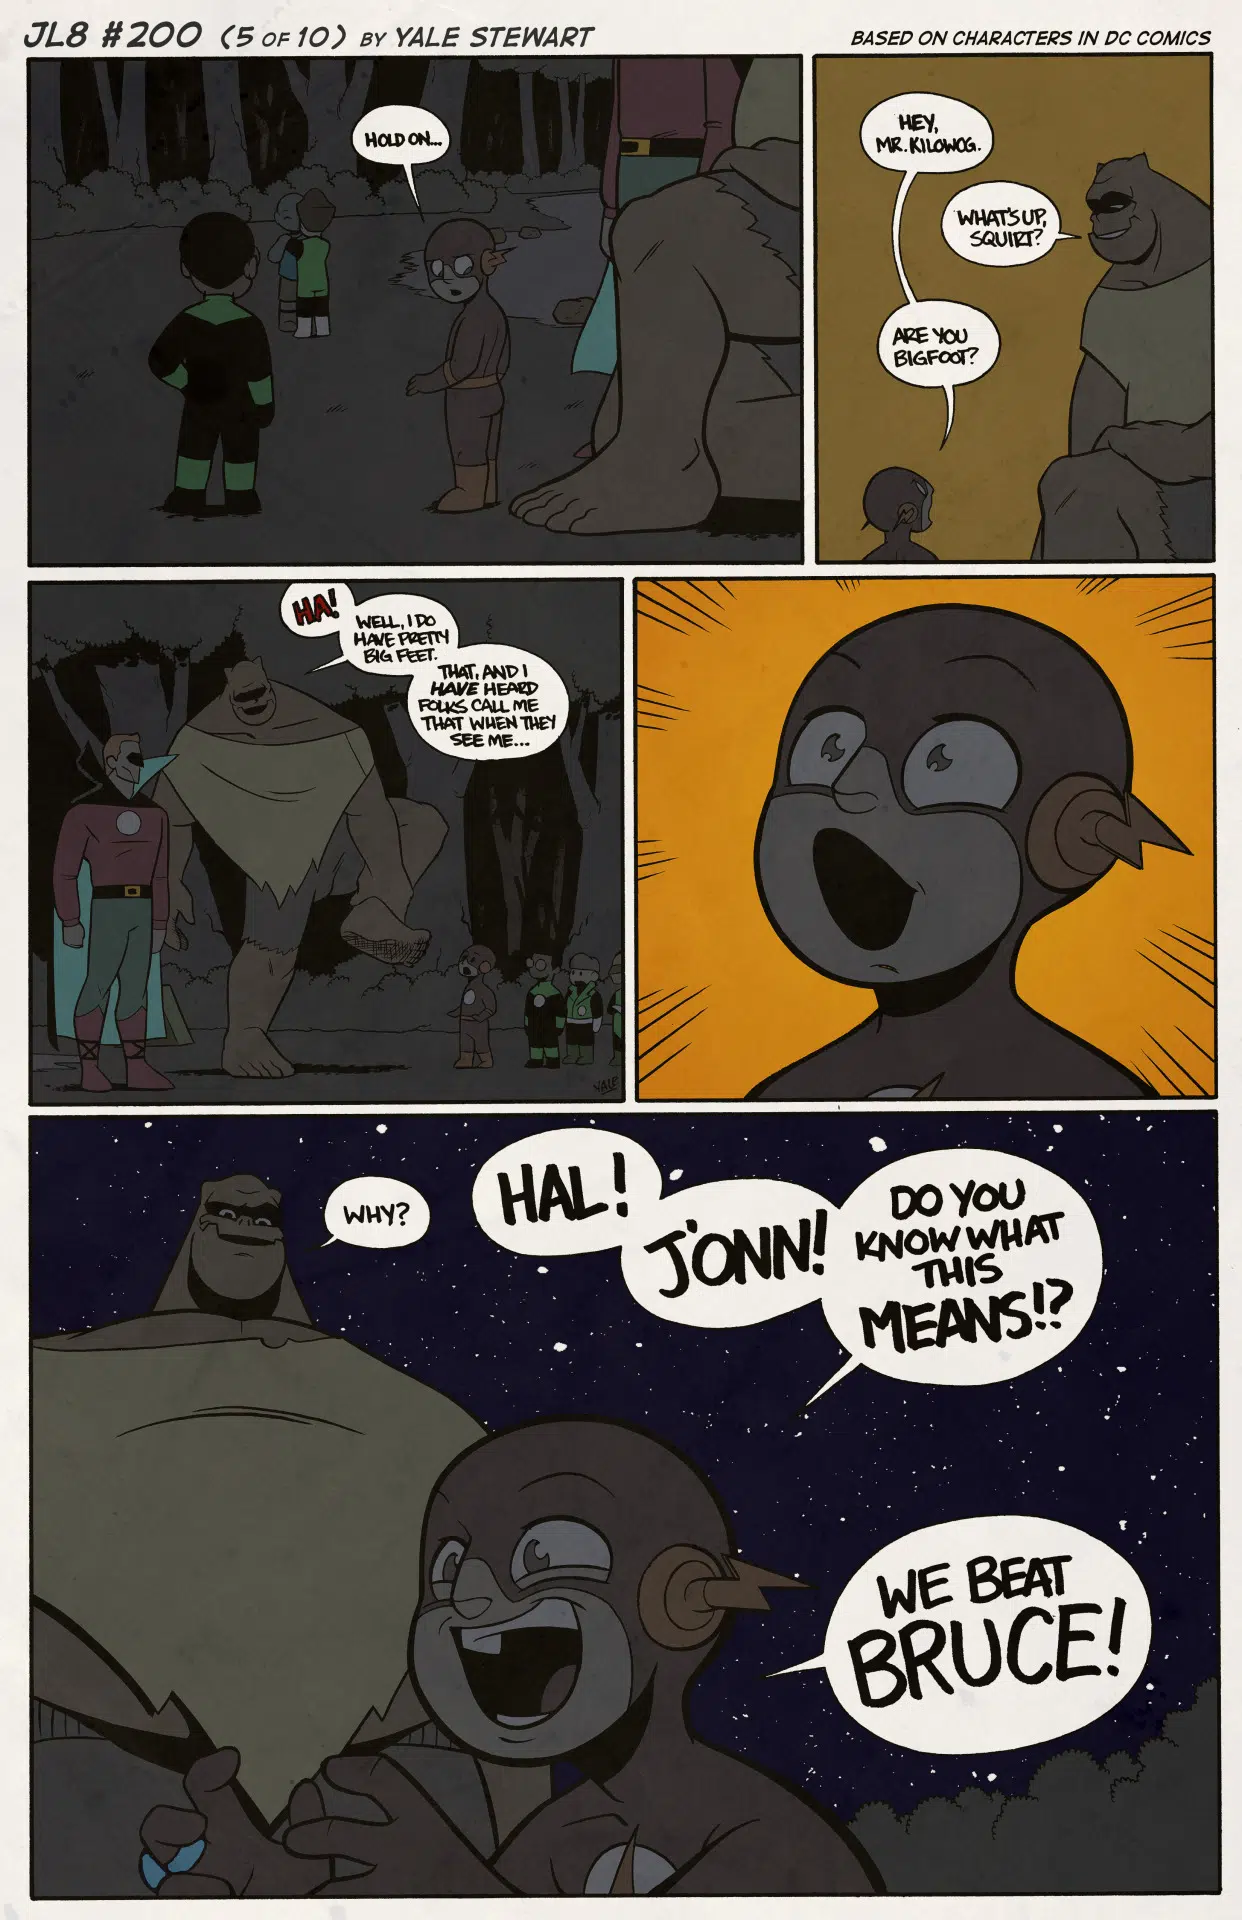 JL8 #200 (5 OF 10) BY YALE STEWART
BASED ON CHARACTERS IN DC COMICS
HOLD ON...
HEY,
MR. KILOWOG.
WHAT'S UP,
SQUIRT?
ARE YOU
BIGFOOT?
HA!
WELL, I DO
HAVE PRETTY
BIG FEET.
THAT, AND I
HAVE HEARD
FOLKS CALL ME
THAT WHEN THEY
SEE ME...
YALE
WHY?
HAL!
J'ONN!
DO YOU
KNOW WHAT
THIS
MEANS!?
WE BEAT
BRUCE!